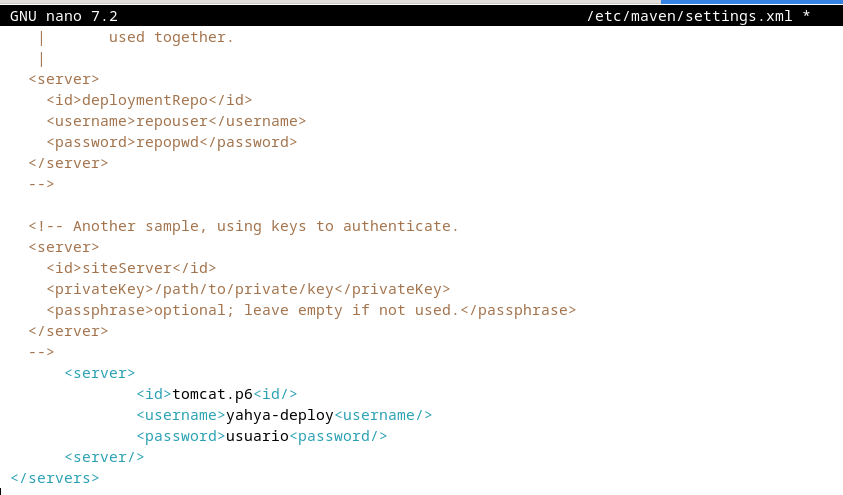 GNU nano 7.2 /etc/maven/settings.xml *
| used together.
|
<server>
<id>deploymentRepo</id>
<username>repouser</username>
<password>repopwd</password>
</server>
-->
<!-- Another sample, using keys to authenticate.
<server>
<id>siteServer</id>
<privateKey>/path/to/private/key</privateKey>
<passphrase>optional; leave empty if not used.</passphrase>
</server>
-->
<server>
<id>tomcat.p6<id/>
<username>yahya-deploy<username/>
<password>usuario<password/>
<server/>
</servers>